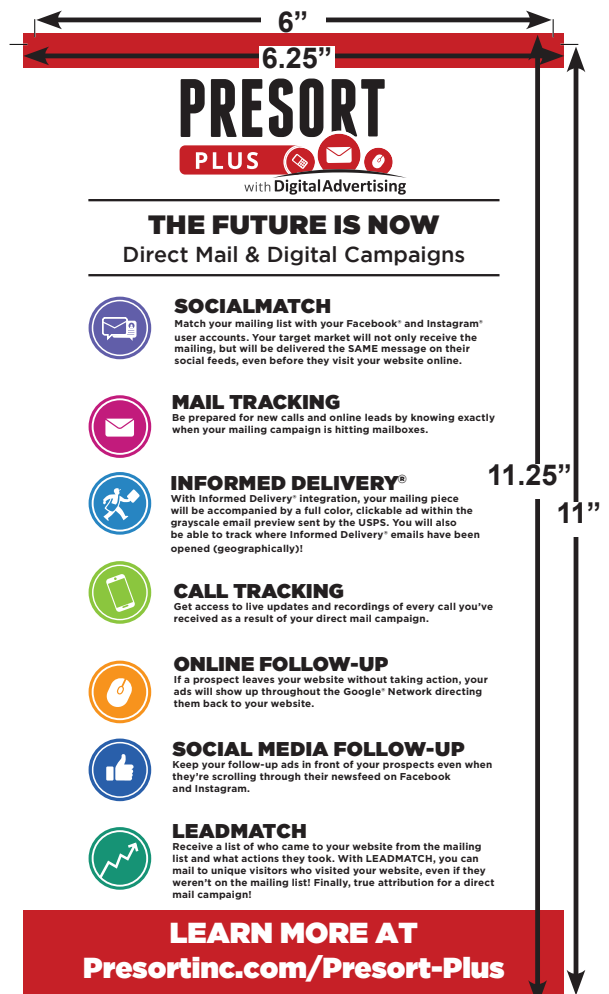 6”
6.25”
PRESORT
PLUS
with Digital Advertising
THE FUTURE IS NOW
Direct Mail & Digital Campaigns
SOCIALMATCH
Match your mailing list with your Facebook® and Instagram®
user accounts. Your target market will not only receive the
mailing, but will be delivered the SAME message on their
social feeds, even before they visit your website online.
MAIL TRACKING
Be prepared for new calls and online leads by knowing exactly
when your mailing campaign is hitting mailboxes.
INFORMED DELIVERY®
With Informed Delivery® integration, your mailing piece
will be accompanied by a full color, clickable ad within the
grayscale email preview sent by the USPS. You will also
be able to track where Informed Delivery® emails have been
opened (geographically)!
11.25”
11”
CALL TRACKING
Get access to live updates and recordings of every call you’ve
received as a result of your direct mail campaign.
ONLINE FOLLOW-UP
If a prospect leaves your website without taking action, your
ads will show up throughout the Google® Network directing
them back to your website.
SOCIAL MEDIA FOLLOW-UP
Keep your follow-up ads in front of your prospects even when
they’re scrolling through their newsfeed on Facebook
and Instagram.
LEADMATCH
Receive a list of who came to your website from the mailing
list and what actions they took. With LEADMATCH, you can
mail to unique visitors who visited your website, even if they
weren’t on the mailing list! Finally, true attribution for a direct
mail campaign!
LEARN MORE AT
Presortinc.com/Presort-Plus